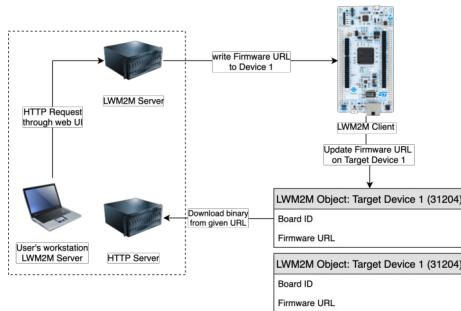 write Firmware URL
to Device 1
LWM2M Server
HTTP Request
through web UI
LWM2M Client
Update Firmware URL
on Target Device 1
LWM2M Object: Target Device 1 (31204)
Board ID
Firmware URL
Download binary
from given URL
User's workstation
LWM2M Server
HTTP Server
LWM2M Object: Target Device 1 (31204)
Board ID
Firmware URL